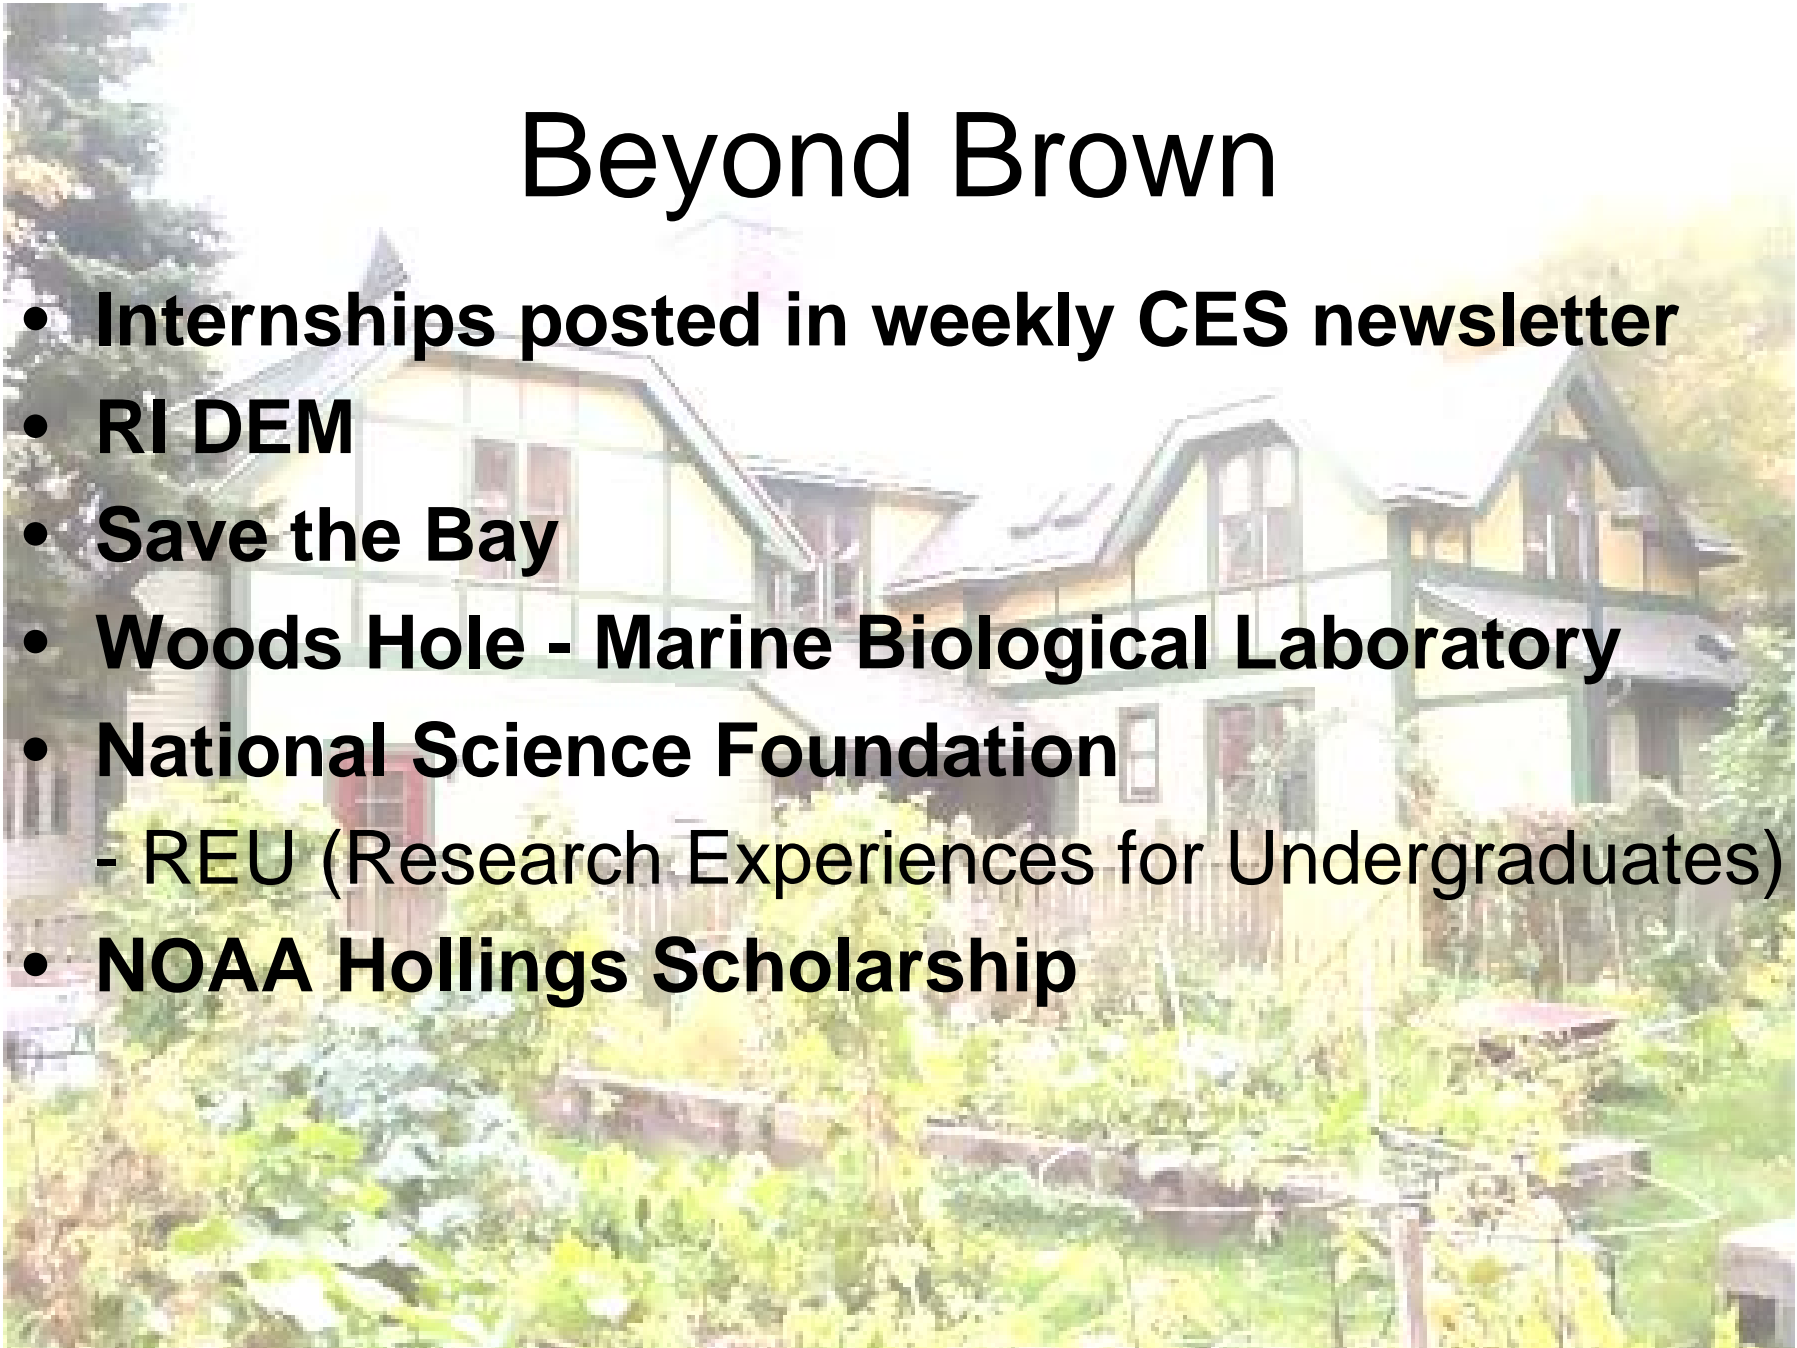 Beyond Brown
• Internships posted in weekly CES newsletter
• RI DEM
• Save the Bay
• Woods Hole - Marine Biological Laboratory
• National Science Foundation
- REU (Research Experiences for Undergraduates)
• NOAA Hollings Scholarship